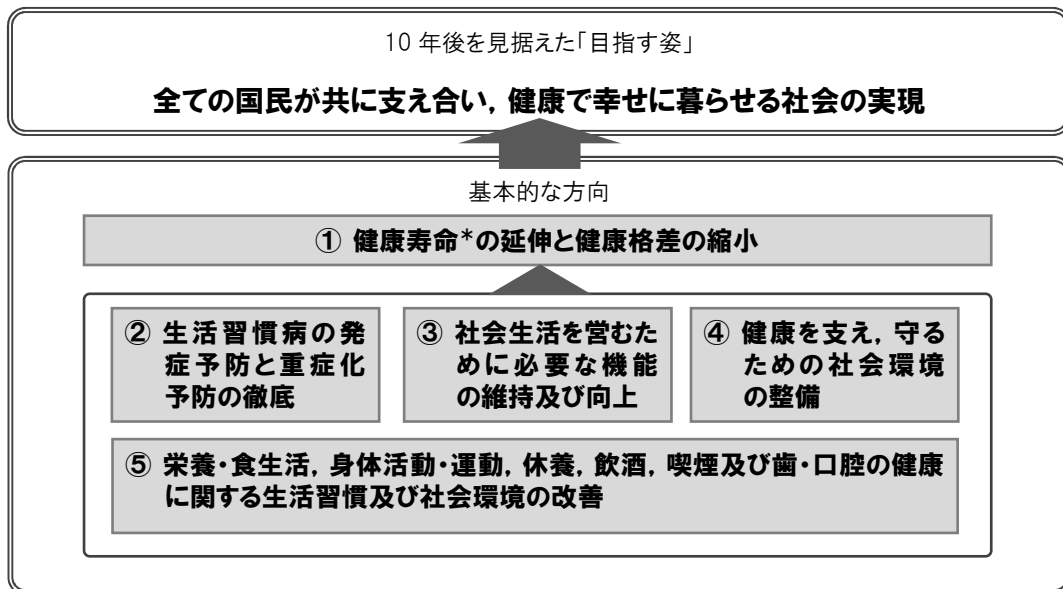 10年後を見据えた「目指す姿」
全ての国民が共に支え合い，健康で幸せに暮らせる社会の実現
基本的な方向
① 健康寿命*の延伸と健康格差の縮小
② 生活習慣病の発
症予防と重症化
予防の徹底
③ 社会生活を営むた
めに必要な機能
の維持及び向上
④ 健康を支え，守る
ための社会環境
の整備
⑤ 栄養・食生活，身体活動・運動，休養，飲酒，喫煙及び歯・口腔の健康
に関する生活習慣及び社会環境の改善